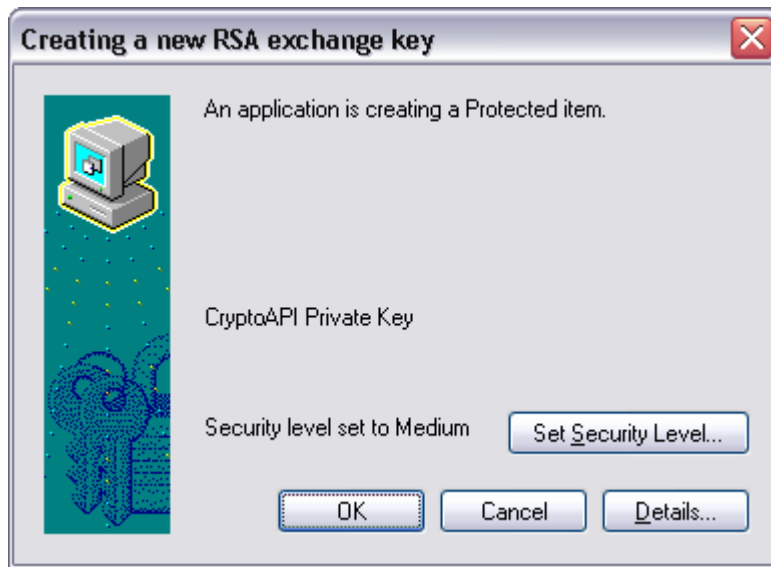 Creating a new RSA exchange key
An application is creating a Protected item.
CryptoAPI Private Key
Security level set to Medium
Set Security Level...
OK
Cancel
Details...